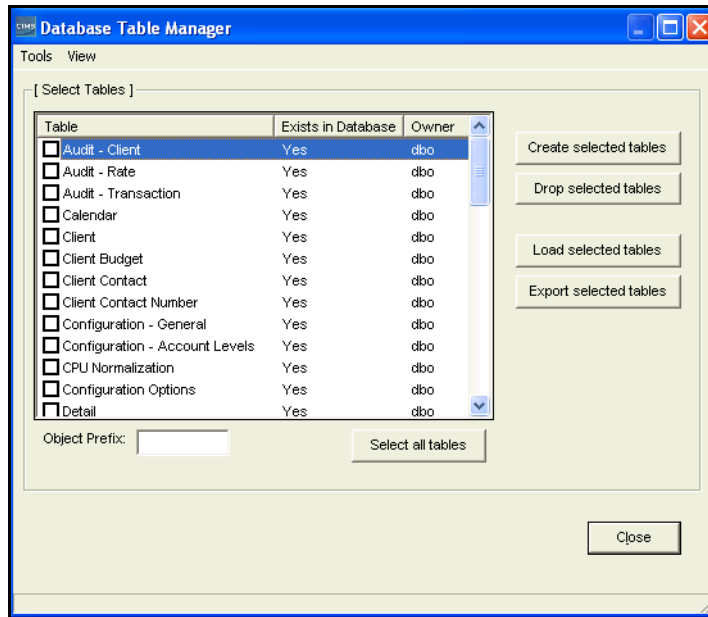 CIMS Database Table Manager
Tools View
[ Select Tables ]
Table Exists in Database Owner
Audit - Client Yes dbo
Audit - Rate Yes dbo
Audit - Transaction Yes dbo
Calendar Yes dbo
Client Yes dbo
Client Budget Yes dbo
Client Contact Yes dbo
Client Contact Number Yes dbo
Configuration - General Yes dbo
Configuration - Account Levels Yes dbo
CPU Normalization Yes dbo
Configuration Options Yes dbo
Detail Yes dbo
Create selected tables
Drop selected tables
Load selected tables
Export selected tables
Object Prefix:
Select all tables
Close